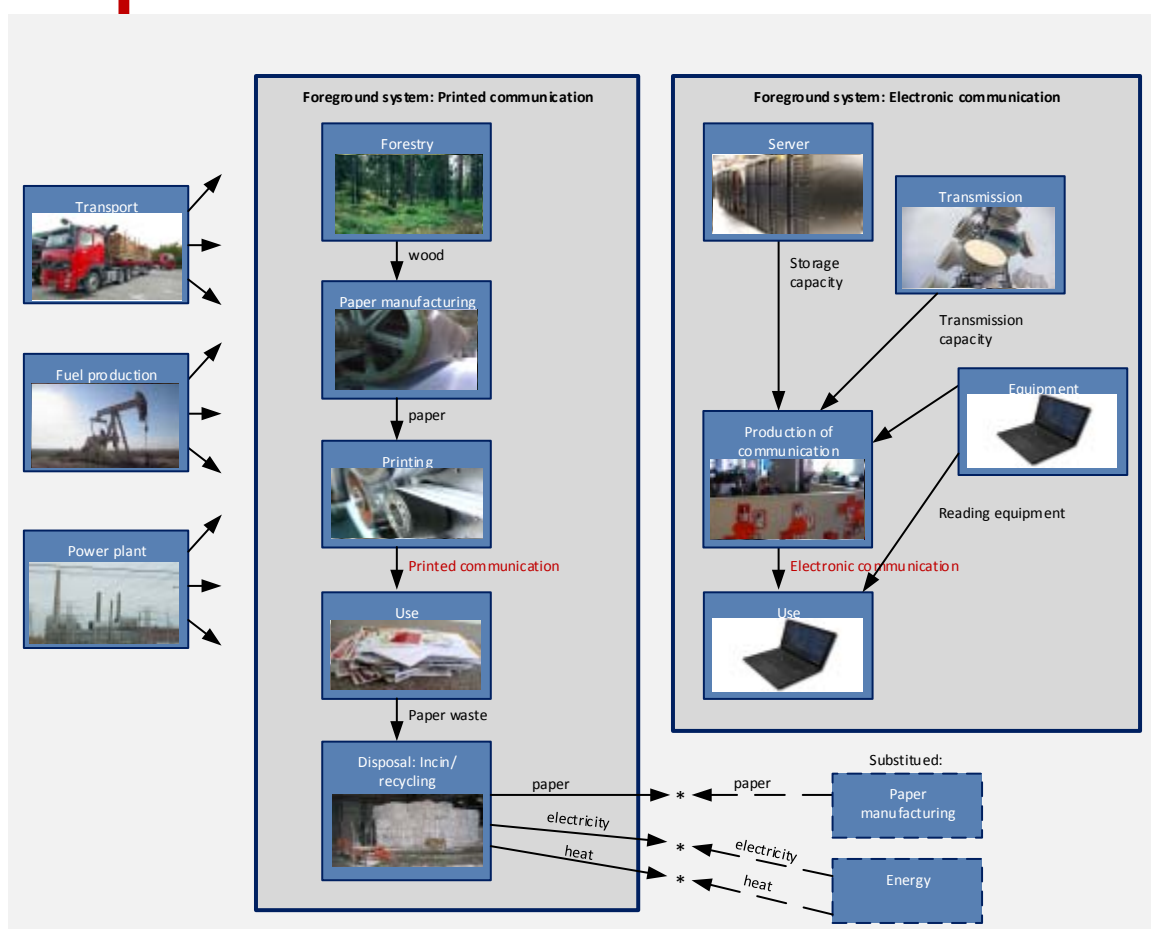 Foreground system: Printed communication
Foreground system: Electronic communication
Transport
Fuel production
Power plant
Forestry
wood
Paper manufacturing
paper
Printing
Printed communication
Use
Paper waste
Disposal: Incin/
recycling
paper
electricity
heat
Server
Storage
capacity
Transmission
Transmission
capacity
Equipment
Production of
communication
Reading equipment
Electronic communication
Use
Substitued:
* paper
Paper
manufacturing
* electricity
* heat
Energy